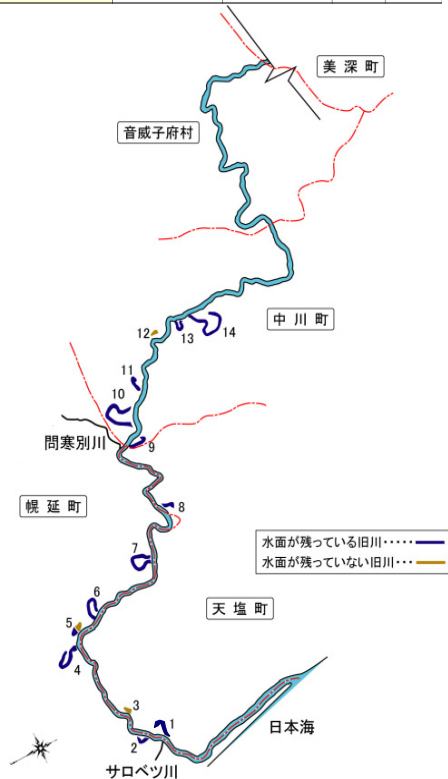 美深町
音威子府村
中川町
12
13
14
11
10
9
問寒別川
8
幌延町
水面が残っている旧川‥‥‥
水面が残っていない旧川‥‥
7
6
天塩町
5
4
3
1
2
日本海
サロベツ川